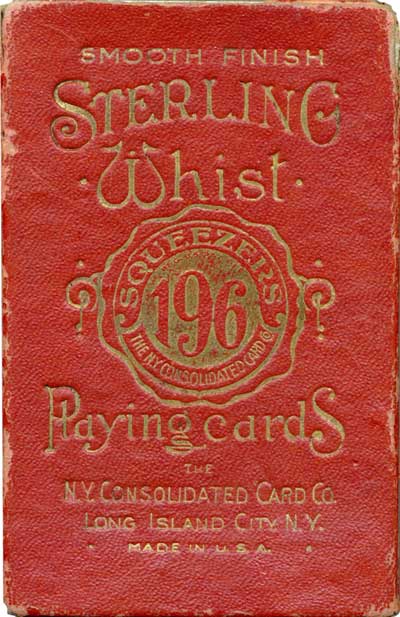 SMOOTH FINISH
STERLING
·Whist·
SQUEEZERS
196
THE N.Y. CONSOLIDATED CARD CO.
Playing cardS
THE
N.Y. CONSOLIDATED CARD CO.
LONG ISLAND CITY N.Y.
· MADE IN U.S.A. ·